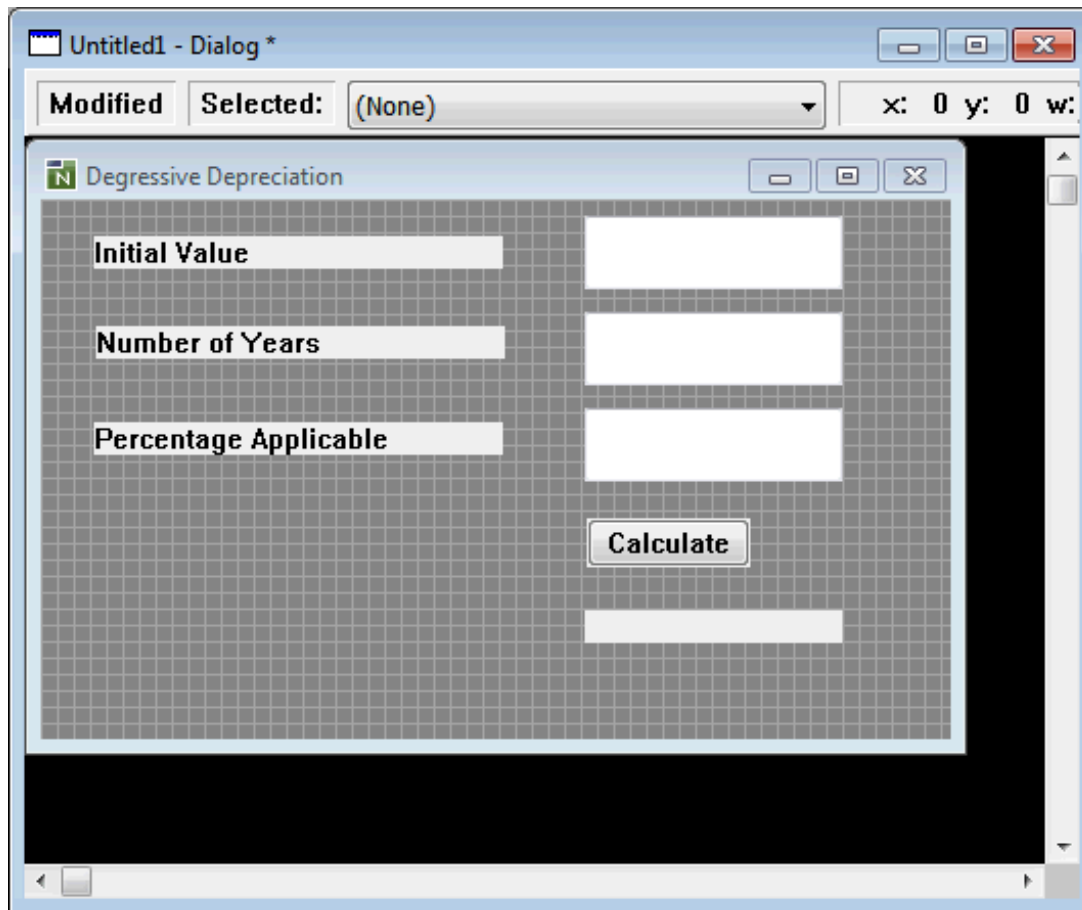 Untitled1 - Dialog *
Modified Selected: (None) x: 0 y: 0 w:
N Degressive Depreciation
Initial Value
Number of Years
Percentage Applicable
Calculate